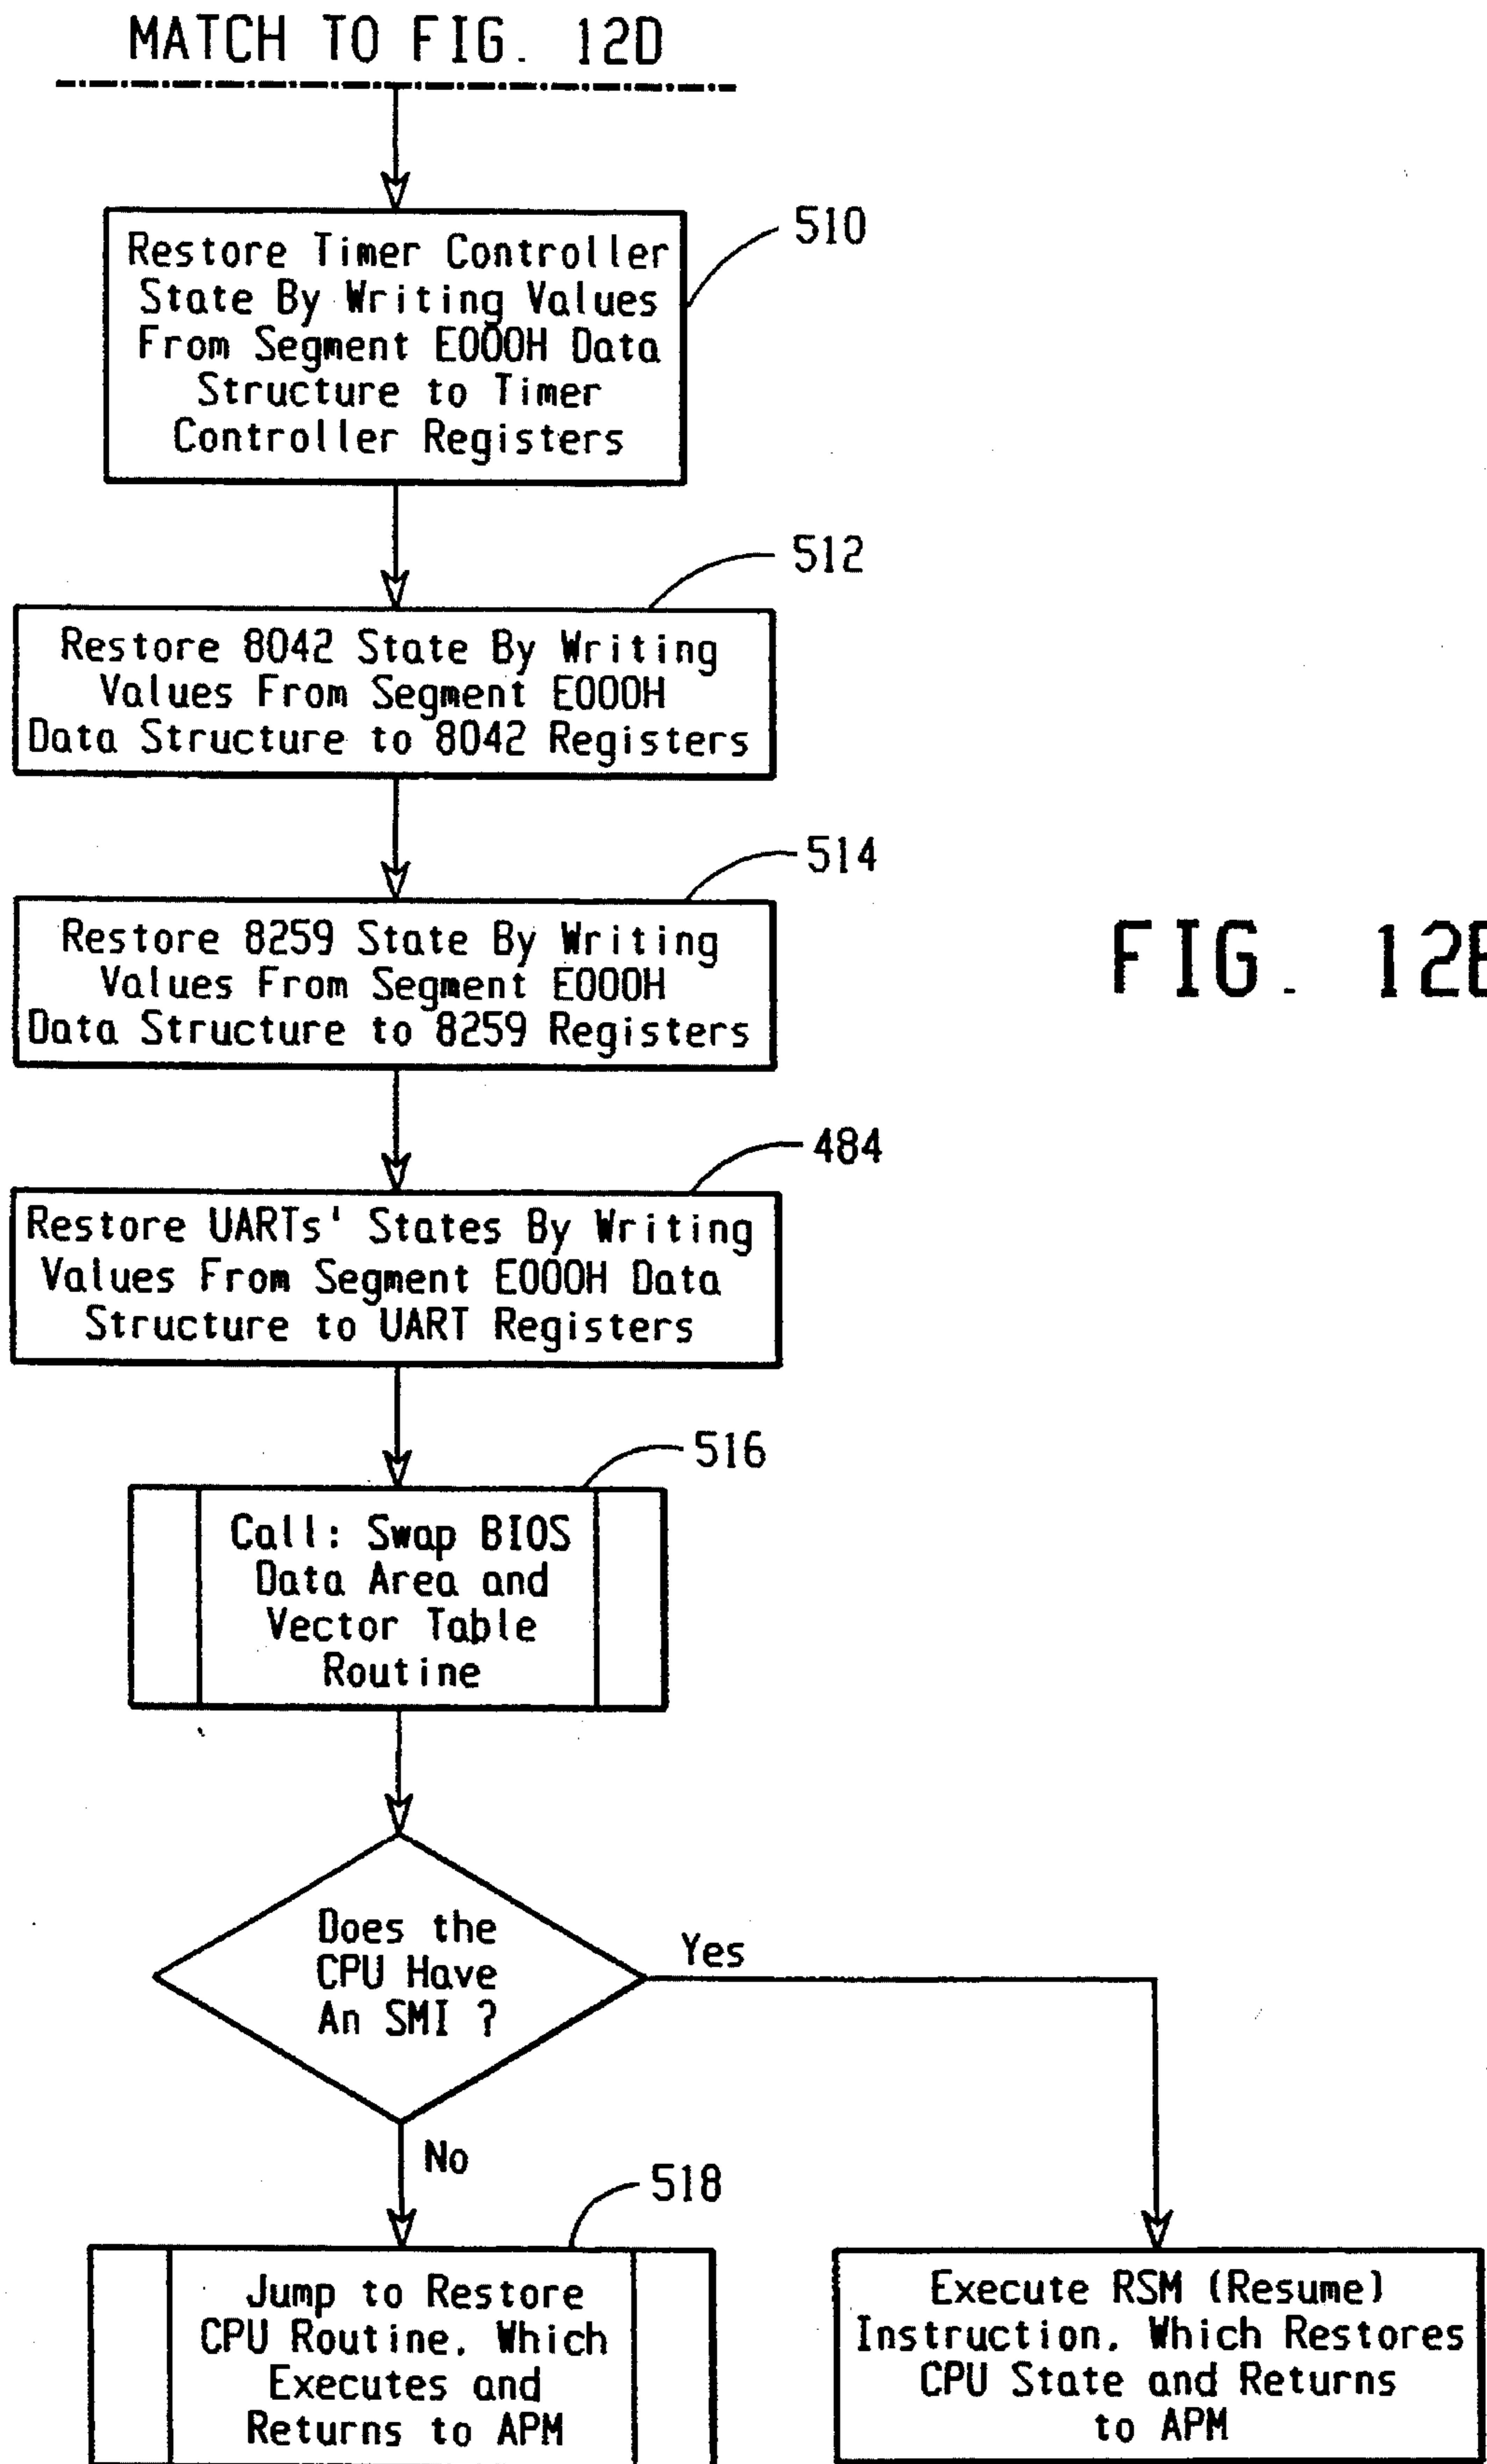 MATCH TO FIG. 12D
510
Restore Timer Controller
State By Writing Values
From Segment E000H Data
Structure to Timer
Controller Registers
512
Restore 8042 State By Writing
Values From Segment E000H
Data Structure to 8042 Registers
514
Restore 8259 State By Writing
Values From Segment E000H
Data Structure to 8259 Registers
FIG. 12E
484
Restore UARTs' States By Writing
Values From Segment E000H Data
Structure to UART Registers
516
Call: Swap BIOS
Data Area and
Vector Table
Routine
Does the
CPU Have
An SMI ?
Yes
No
518
Jump to Restore
CPU Routine, Which
Executes and
Returns to APM
Execute RSM (Resume)
Instruction, Which Restores
CPU State and Returns
to APM